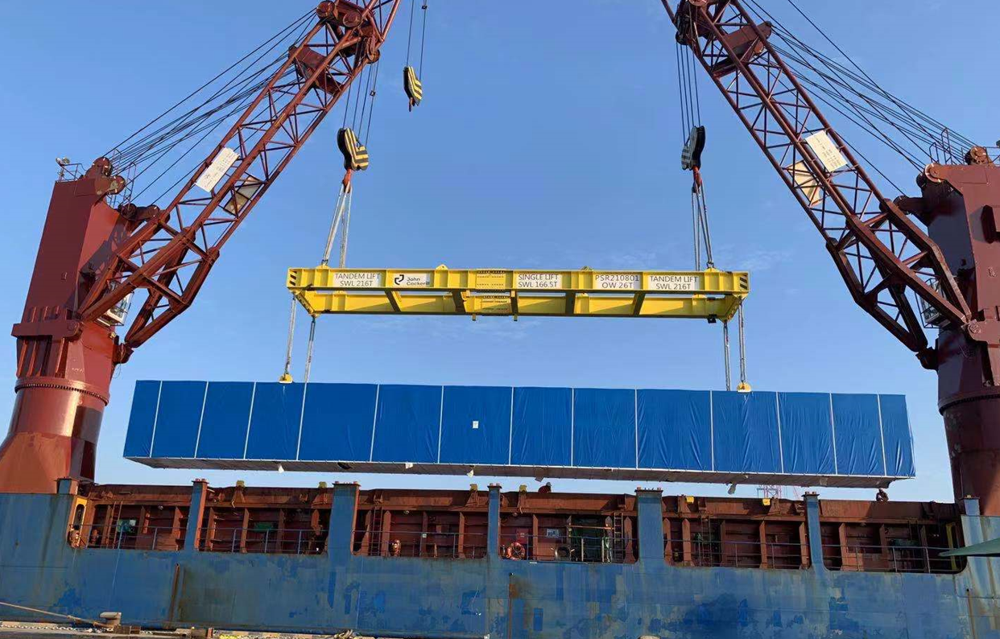 TANDEM LIFT
SWL 216T
John
Cockerill
SINGLE LIFT
SWL 166.5T
PSR210801
OW 26T
TANDEM LIFT
SWL 216T